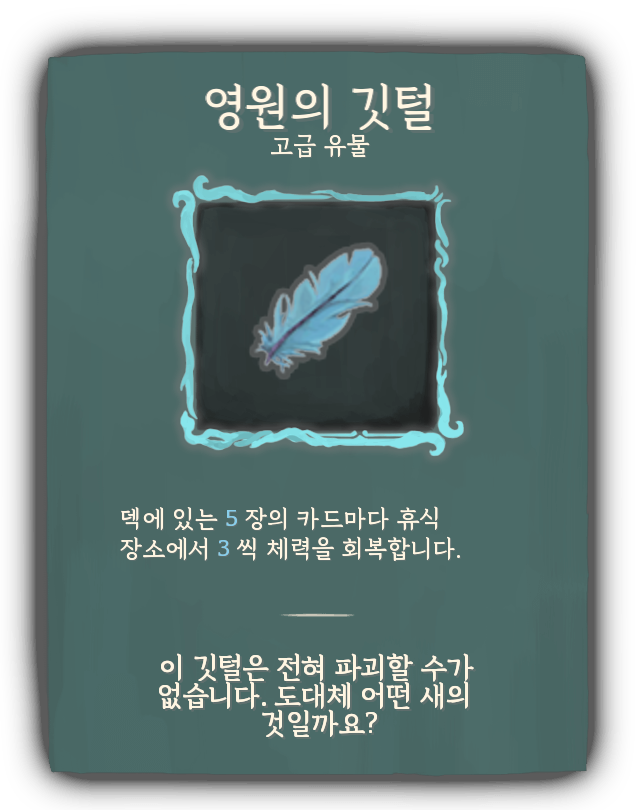 영원의 깃털
고급 유물
덱에 있는 5 장의 카드마다 휴식
장소에서 3 씩 체력을 회복합니다.
이 깃털은 전혀 파괴할 수가
없습니다. 도대체 어떤 새의
것일까요?